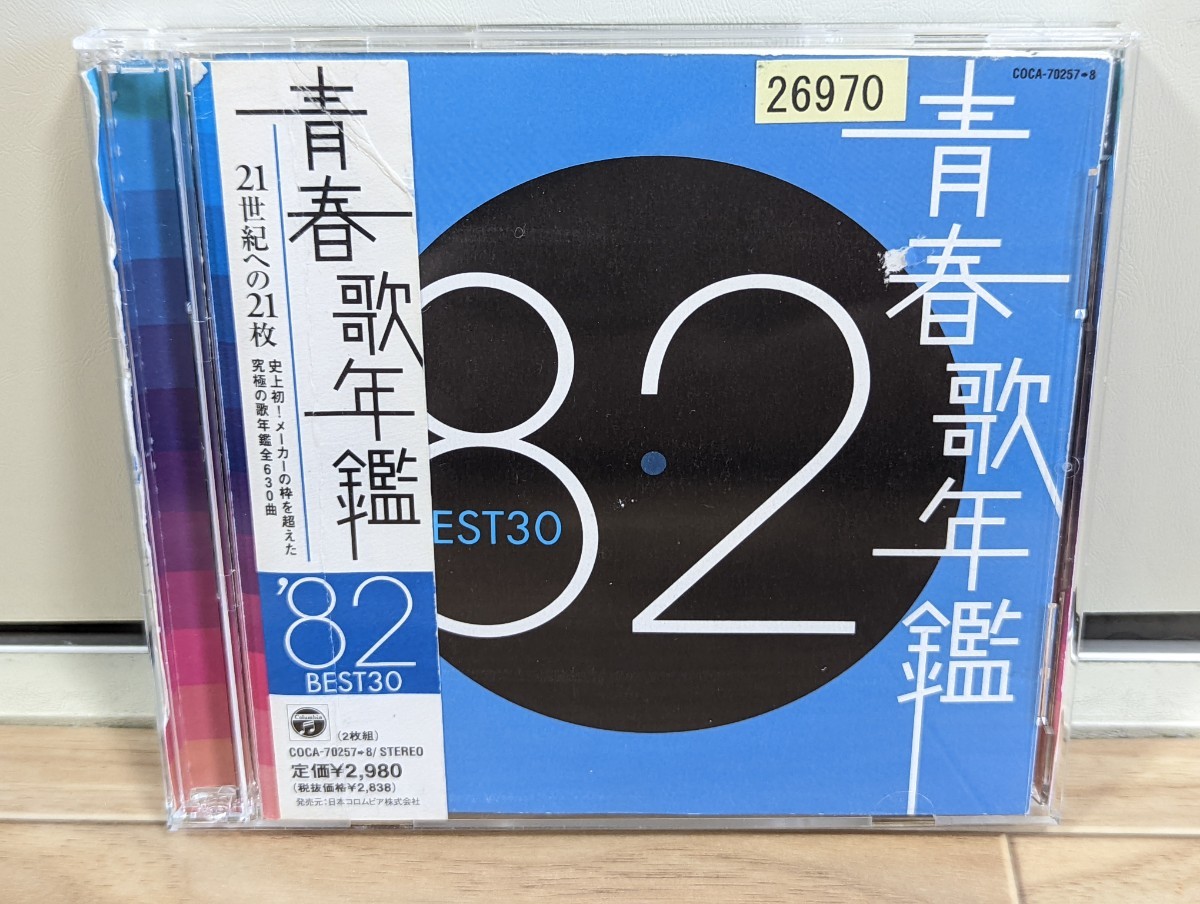 青春歌年鑑
21世紀への21枚
史上初！メーカーの枠を超えた
究極の歌年鑑全630曲
'82
BEST30
Columbia
(2枚組)
COCA-70257➡8/STEREO
定価¥2,980
(税抜価格¥2,838)
発売元:日本コロムビア株式会社
26970
COCA-70257➡8
青春歌年鑑
82
EST30